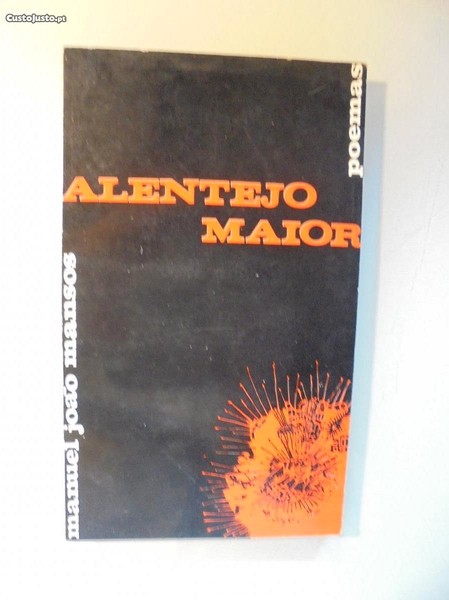 CustoJusto.pt
poemas
ALENTEJO
MAIOR
manuel joão mansos